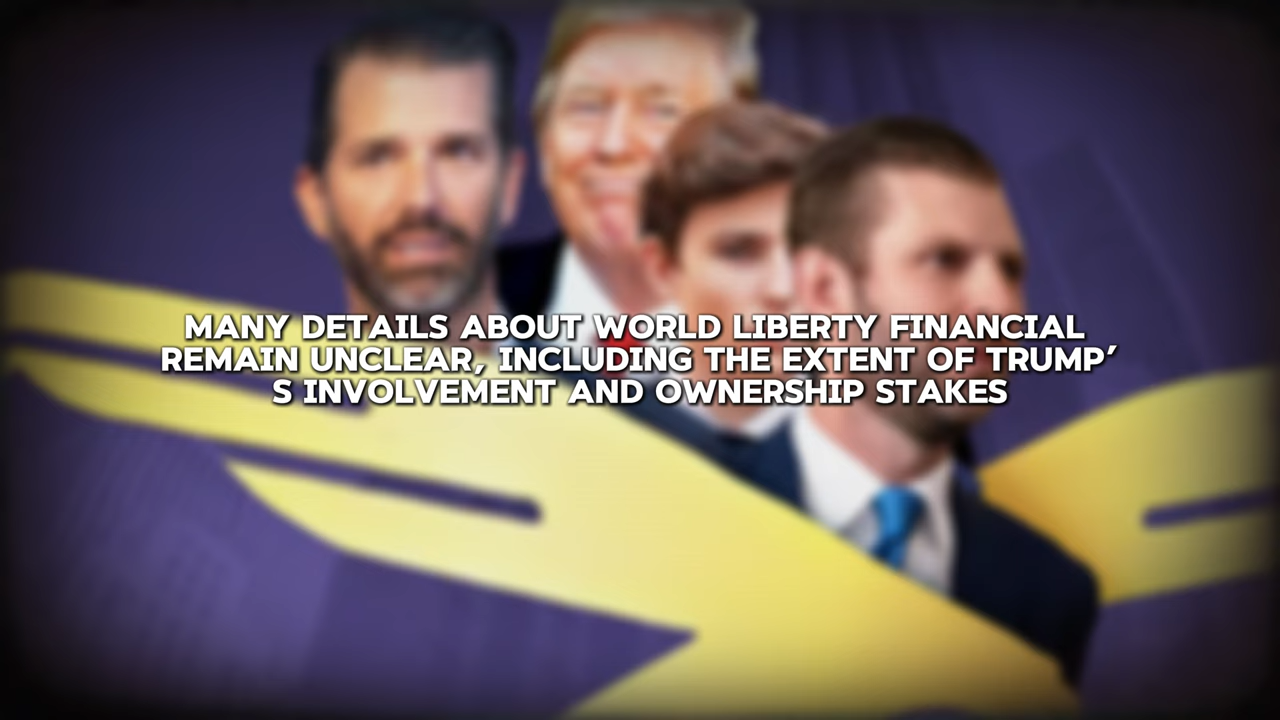 MANY DETAILS ABOUT WORLD LIBERTY FINANCIAL
REMAIN UNCLEAR, INCLUDING THE EXTENT OF TRUMP’
S INVOLVEMENT AND OWNERSHIP STAKES